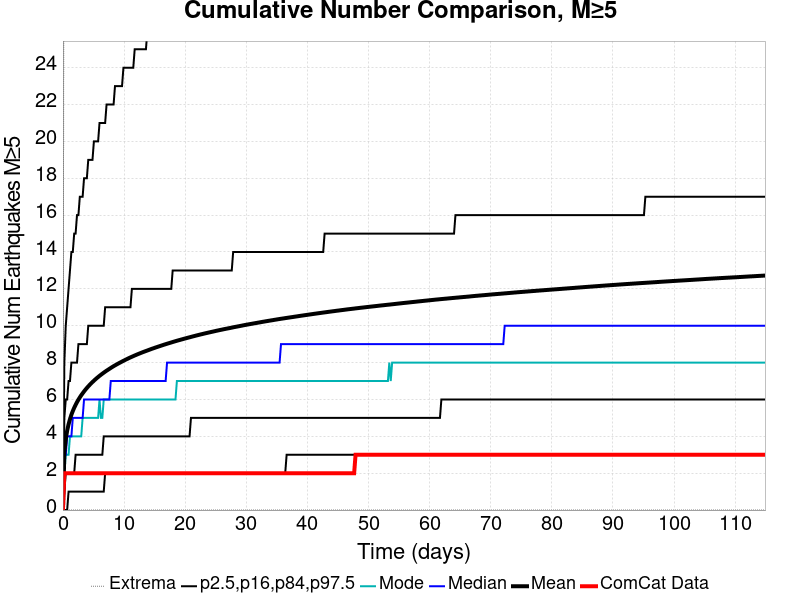 Cumulative Number Comparison, M≥5
Cumulative Num Earthquakes M≥5
24
22
20
18
16
14
12
10
8
6
4
2
0
0 10 20 30 40 50 60 70 80 90 100 110
Time (days)
Extrema p2.5,p16,p84,p97.5 Mode Median Mean ComCat Data